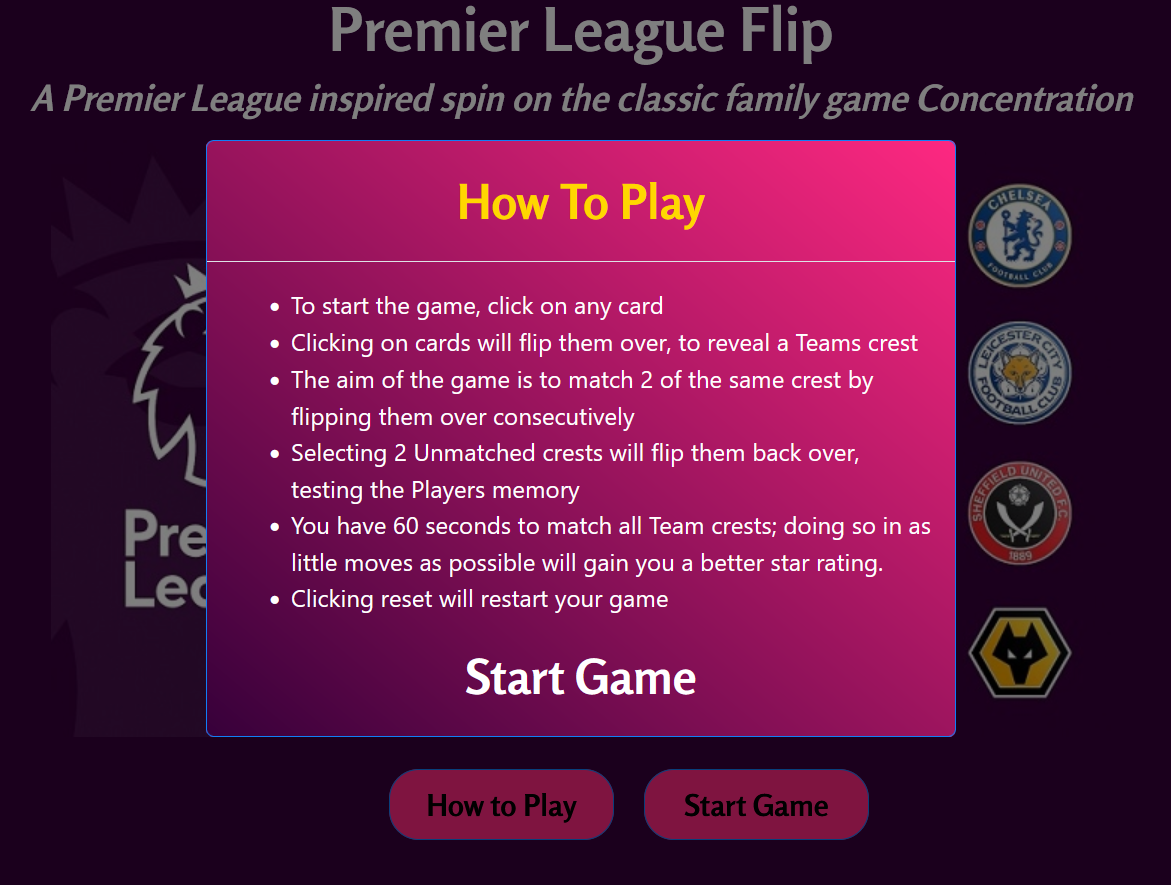 Premier League Flip
A Premier League inspired spin on the classic family game Concentration
How To Play
• To start the game, click on any card
• Clicking on cards will flip them over, to reveal a Teams crest
• The aim of the game is to match 2 of the same crest by
flipping them over consecutively
• Selecting 2 Unmatched crests will flip them back over,
testing the Players memory
• You have 60 seconds to match all Team crests; doing so in as
little moves as possible will gain you a better star rating.
• Clicking reset will restart your game
Start Game
Pre
Lea
CHELSEA
FOOTBALL CLUB
LEICESTER CITY
FOOTBALL CLUB
SHEFFIELD UNITED F.C.
1889
How to Play
Start Game